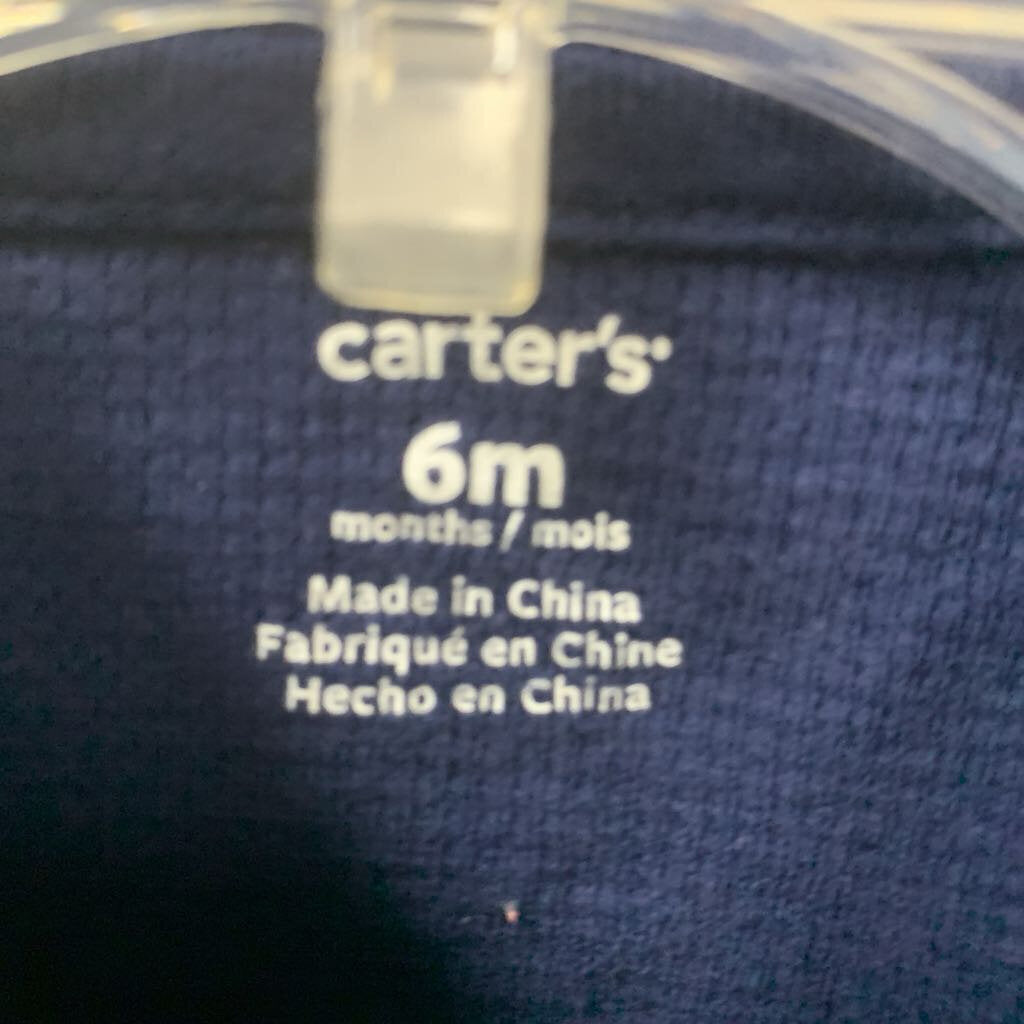 carter's
6m
months / mois
Made in China
Fabriqué en Chine
Hecho en China